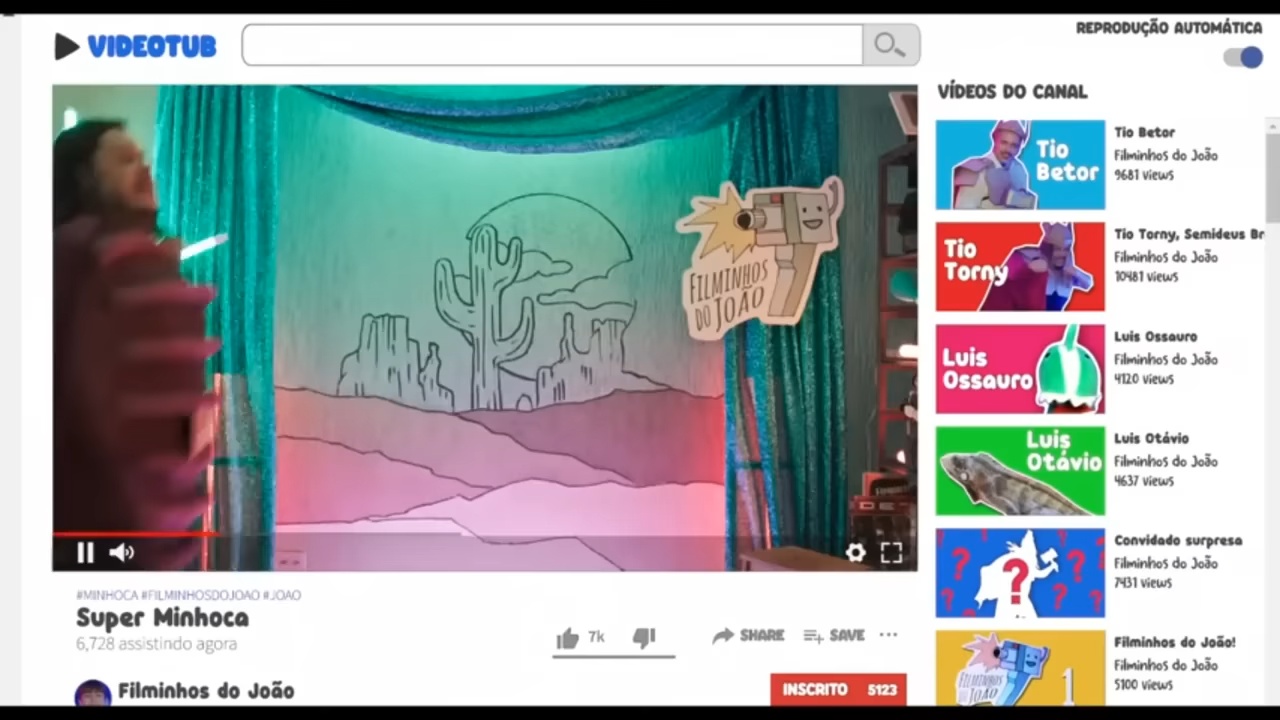 VIDEOTUB
REPRODUÇÃO AUTOMÁTICA
VÍDEOS DO CANAL
FILMINHOS
DO JOÃO
#MINHOCA #FILMINHOSDOJOAO #JOAO
Super Minhoca
6,728 assistindo agora
7k
SHARE
SAVE
Filminhos do João
INSCRITO 5123
Tio
Betor
Tio Betor
Filminhos do João
9681 views
Tio
Torny
Tio Torny, Semideus Br
Filminhos do João
10481 views
Luis
Ossauro
Luis Ossauro
Filminhos do João
4120 views
Luis
Otávio
Luis Otávio
Filminhos do João
4637 views
? ? ? ? ?
Convidado surpresa
Filminhos do João
7431 views
FILMINHOS
DO JOÃO
1
Filminhos do João!
Filminhos do João
5100 views